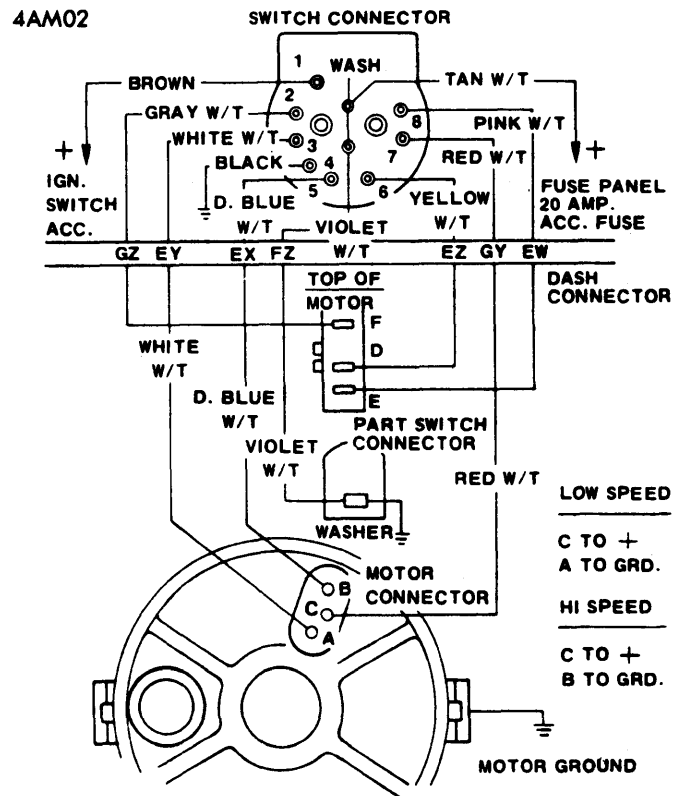 4AM02
SWITCH CONNECTOR
1
WASH
BROWN
TAN W/T
2
GRAY W/T
8
PINK W/T
WHITE W/T
3
7
RED W/T
+
IGN.
SWITCH
ACC.
BLACK
4
+
FUSE PANEL
20 AMP.
ACC. FUSE
D. BLUE
W/T
5
6
YELLOW
W/T
VIOLET
W/T
GZ EY EX FZ EZ GY EW
DASH
CONNECTOR
TOP OF
MOTOR
F
D
E
WHITE
W/T
D. BLUE
W/T
PART SWITCH
CONNECTOR
VIOLET
W/T
RED W/T
WASHER
LOW SPEED
C TO +
A TO GRD.
HI SPEED
C TO +
B TO GRD.
MOTOR
CONNECTOR
B
C
A
MOTOR GROUND